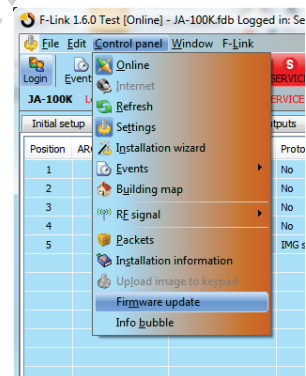 F-Link 1.6.0 Test [Online] - JA-100K.fdb Logged in: Se
File Edit Control panel Window F-Link
Login Event S SERVICE
JA-100K SERVICE
Initial setup tputs
Position AR Proto
1 No
2 No
3 No
4 No
5 IMG s
Online
Internet
Refresh
Settings
Installation wizard
Events
Building map
RF signal
Packets
Installation information
Upload image to keypad
Firmware update
Info bubble